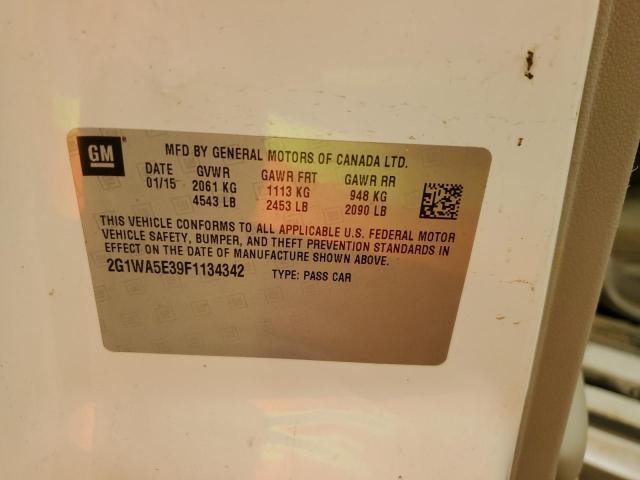 GM
MFD BY GENERAL MOTORS OF CANADA LTD.
DATE GVWR GAWR FRT GAWR RR
01/15 2061 KG 1113 KG 948 KG
4543 LB 2453 LB 2090 LB
THIS VEHICLE CONFORMS TO ALL APPLICABLE U.S. FEDERAL MOTOR
VEHICLE SAFETY, BUMPER, AND THEFT PREVENTION STANDARDS IN
EFFECT ON THE DATE OF MANUFACTURE SHOWN ABOVE.
2G1WA5E39F1134342 TYPE: PASS CAR